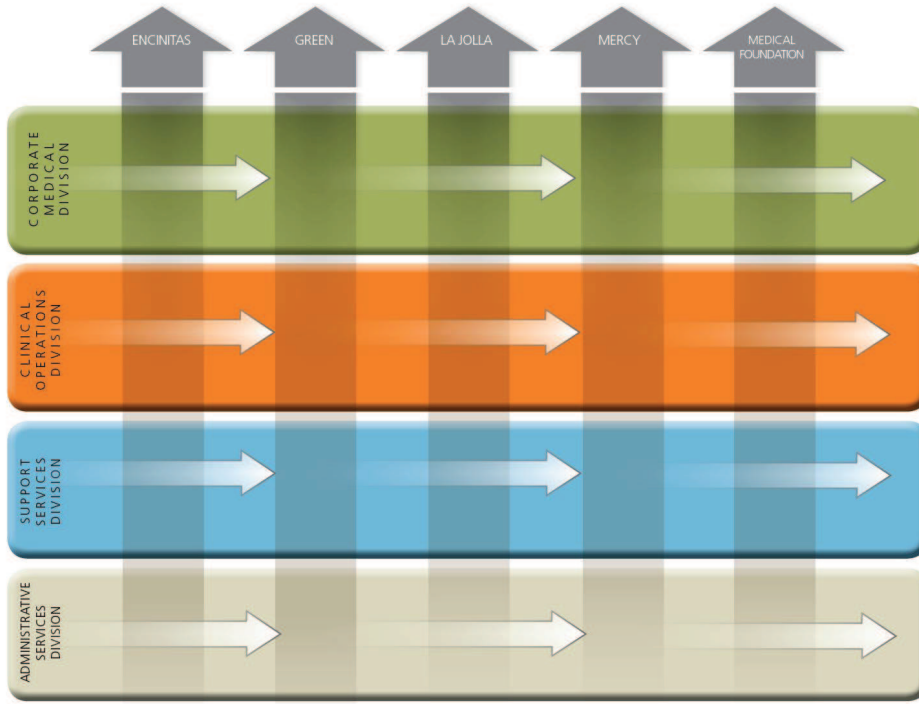 ENCINITAS
GREEN
LA JOLLA
MERCY
MEDICAL
FOUNDATION
CORPORATE
MEDICAL
DIVISION
CLINICAL
OPERATIONS
DIVISION
SUPPORT
SERVICES
DIVISION
ADMINISTRATIVE
SERVICES
DIVISION